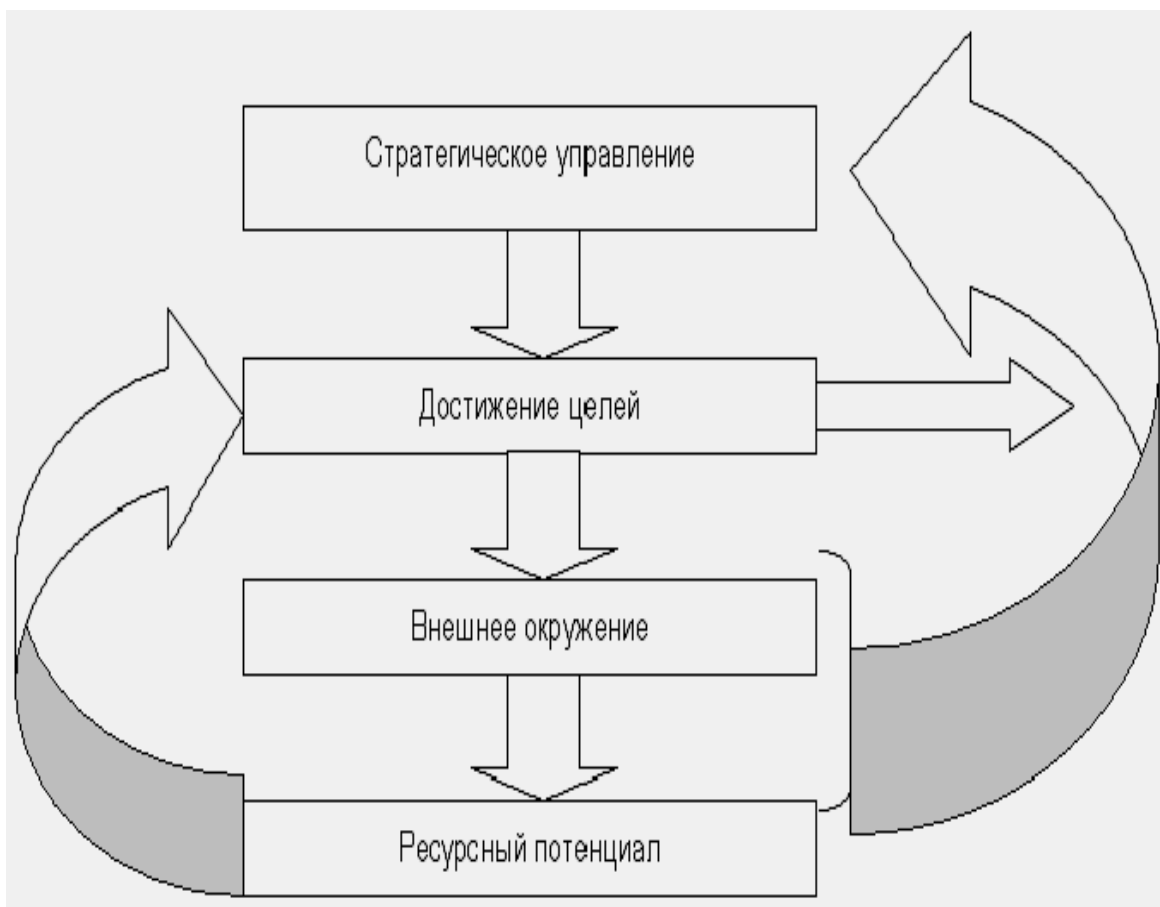 Стратегическое управление
Достижение целей
Внешнее окружение
Ресурсный потенциал